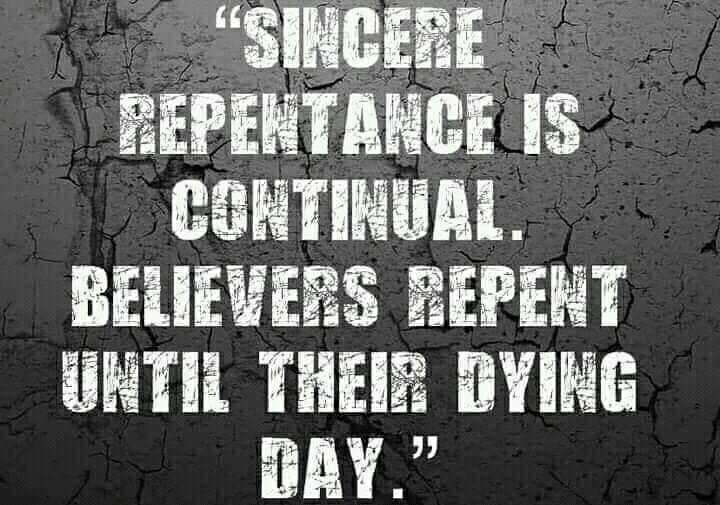 “SINCERE
REPENTANCE IS
CONTINUAL.
BELIEVERS REPENT
UNTIL THEIR DYING
DAY.”